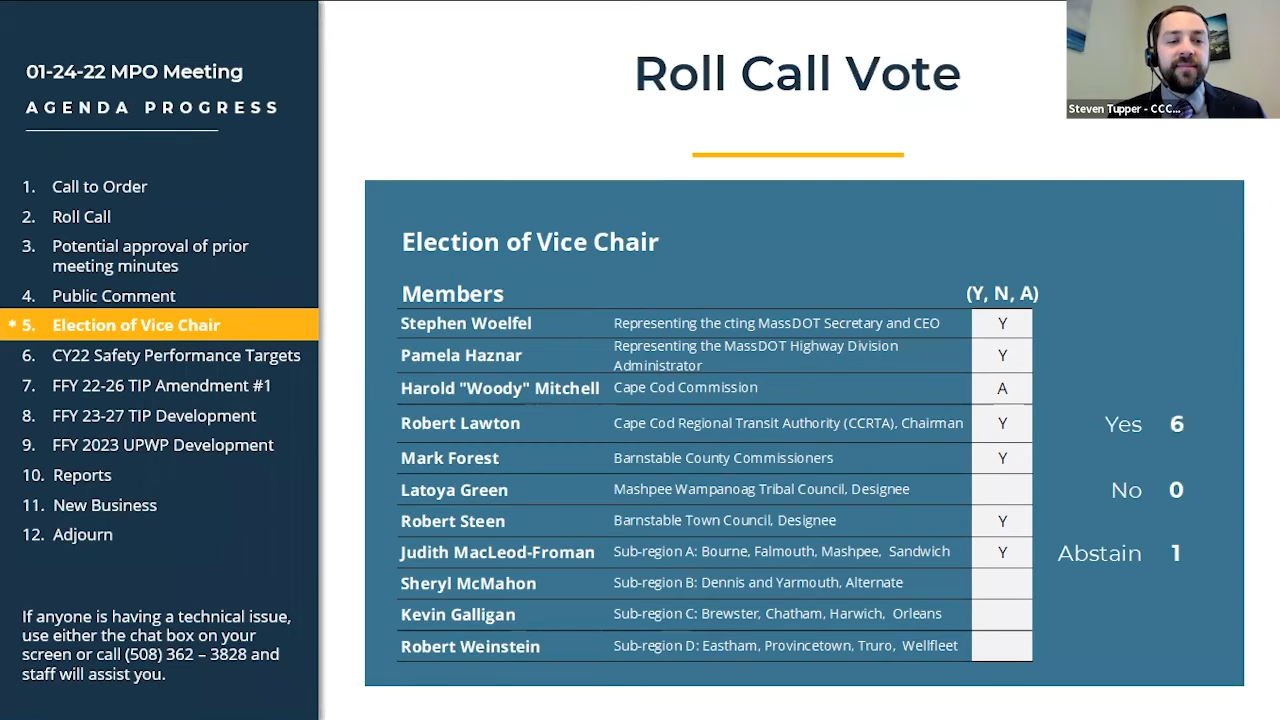 01-24-22 MPO Meeting
AGENDA PROGRESS
1. Call to Order
2. Roll Call
3. Potential approval of prior
meeting minutes
4. Public Comment
* 5. Election of Vice Chair
6. CY22 Safety Performance Targets
7. FFY 22-26 TIP Amendment #1
8. FFY 23-27 TIP Development
9. FFY 2023 UPWP Development
10. Reports
11. New Business
12. Adjourn
If anyone is having a technical issue,
use either the chat box on your
screen or call (508) 362 – 3828 and
staff will assist you.
Roll Call Vote
Steven Tupper - CCC...
Election of Vice Chair
Members (Y, N, A)
Stephen Woelfel Representing the cting MassDOT Secretary and CEO Y
Pamela Haznar Representing the MassDOT Highway Division
Administrator Y
Harold "Woody" Mitchell Cape Cod Commission A
Robert Lawton Cape Cod Regional Transit Authority (CCRTA), Chairman Y
Mark Forest Barnstable County Commissioners Y
Latoya Green Mashpee Wampanoag Tribal Council, Designee
Robert Steen Barnstable Town Council, Designee Y
Judith MacLeod-Froman Sub-region A: Bourne, Falmouth, Mashpee, Sandwich Y
Sheryl McMahon Sub-region B: Dennis and Yarmouth, Alternate
Kevin Galligan Sub-region C: Brewster, Chatham, Harwich, Orleans
Robert Weinstein Sub-region D: Eastham, Provincetown, Truro, Wellfleet
Yes 6
No 0
Abstain 1